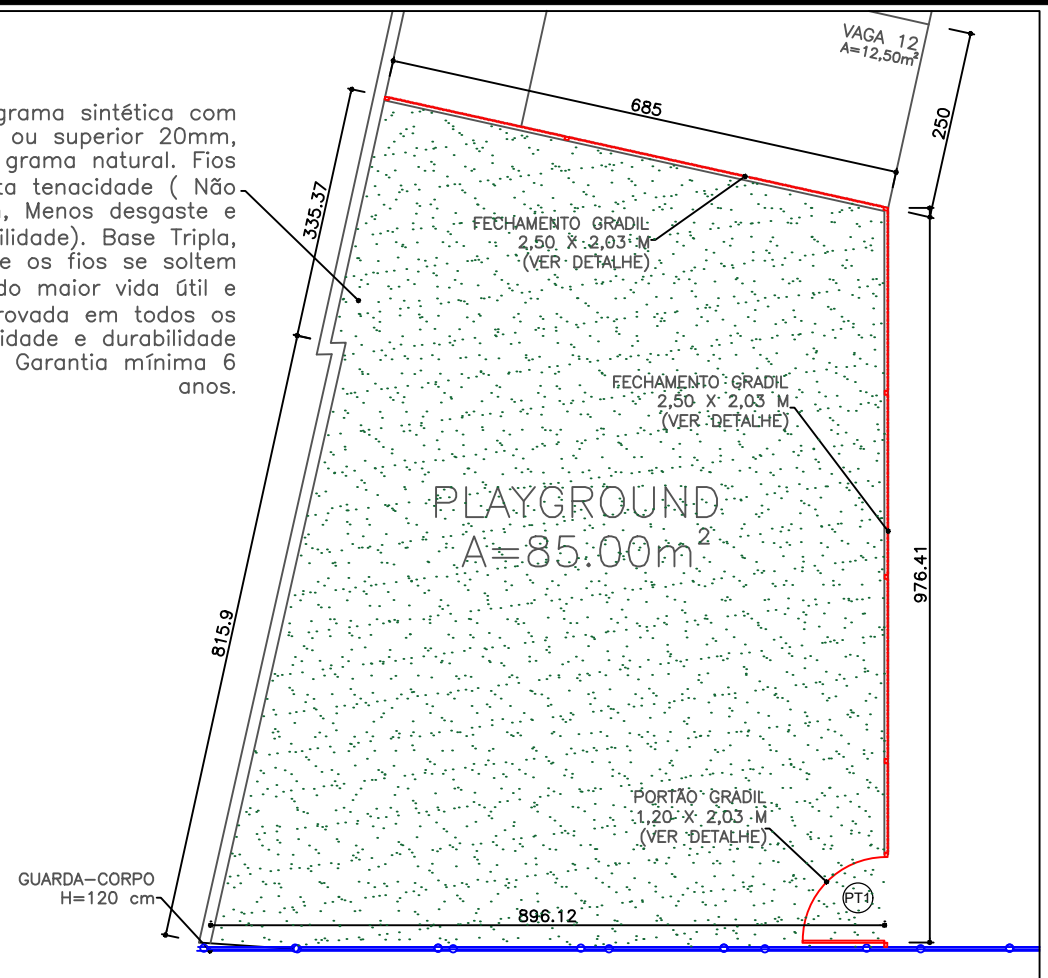 VAGA 12
A=12,50m²
685
250
grama sintética com
ou superior 20mm,
grama natural. Fios
tenacidade ( Não
Menos desgaste e
Base Tripla,
e os fios se soltem
maior vida útil e
em todos os
e durabilidade
Garantia mínima 6
anos.
335.37
FECHAMENTO GRADIL
2,50 X 2,03 M
(VER DETALHE)
FECHAMENTO GRADIL
2,50 X 2,03 M
(VER DETALHE)
PLAYGROUND
A=85.00m²
976.41
815.9
PORTÃO GRADIL
1,20 X 2,03 M
(VER DETALHE)
GUARDA-CORPO
H=120 cm
PT1
896.12